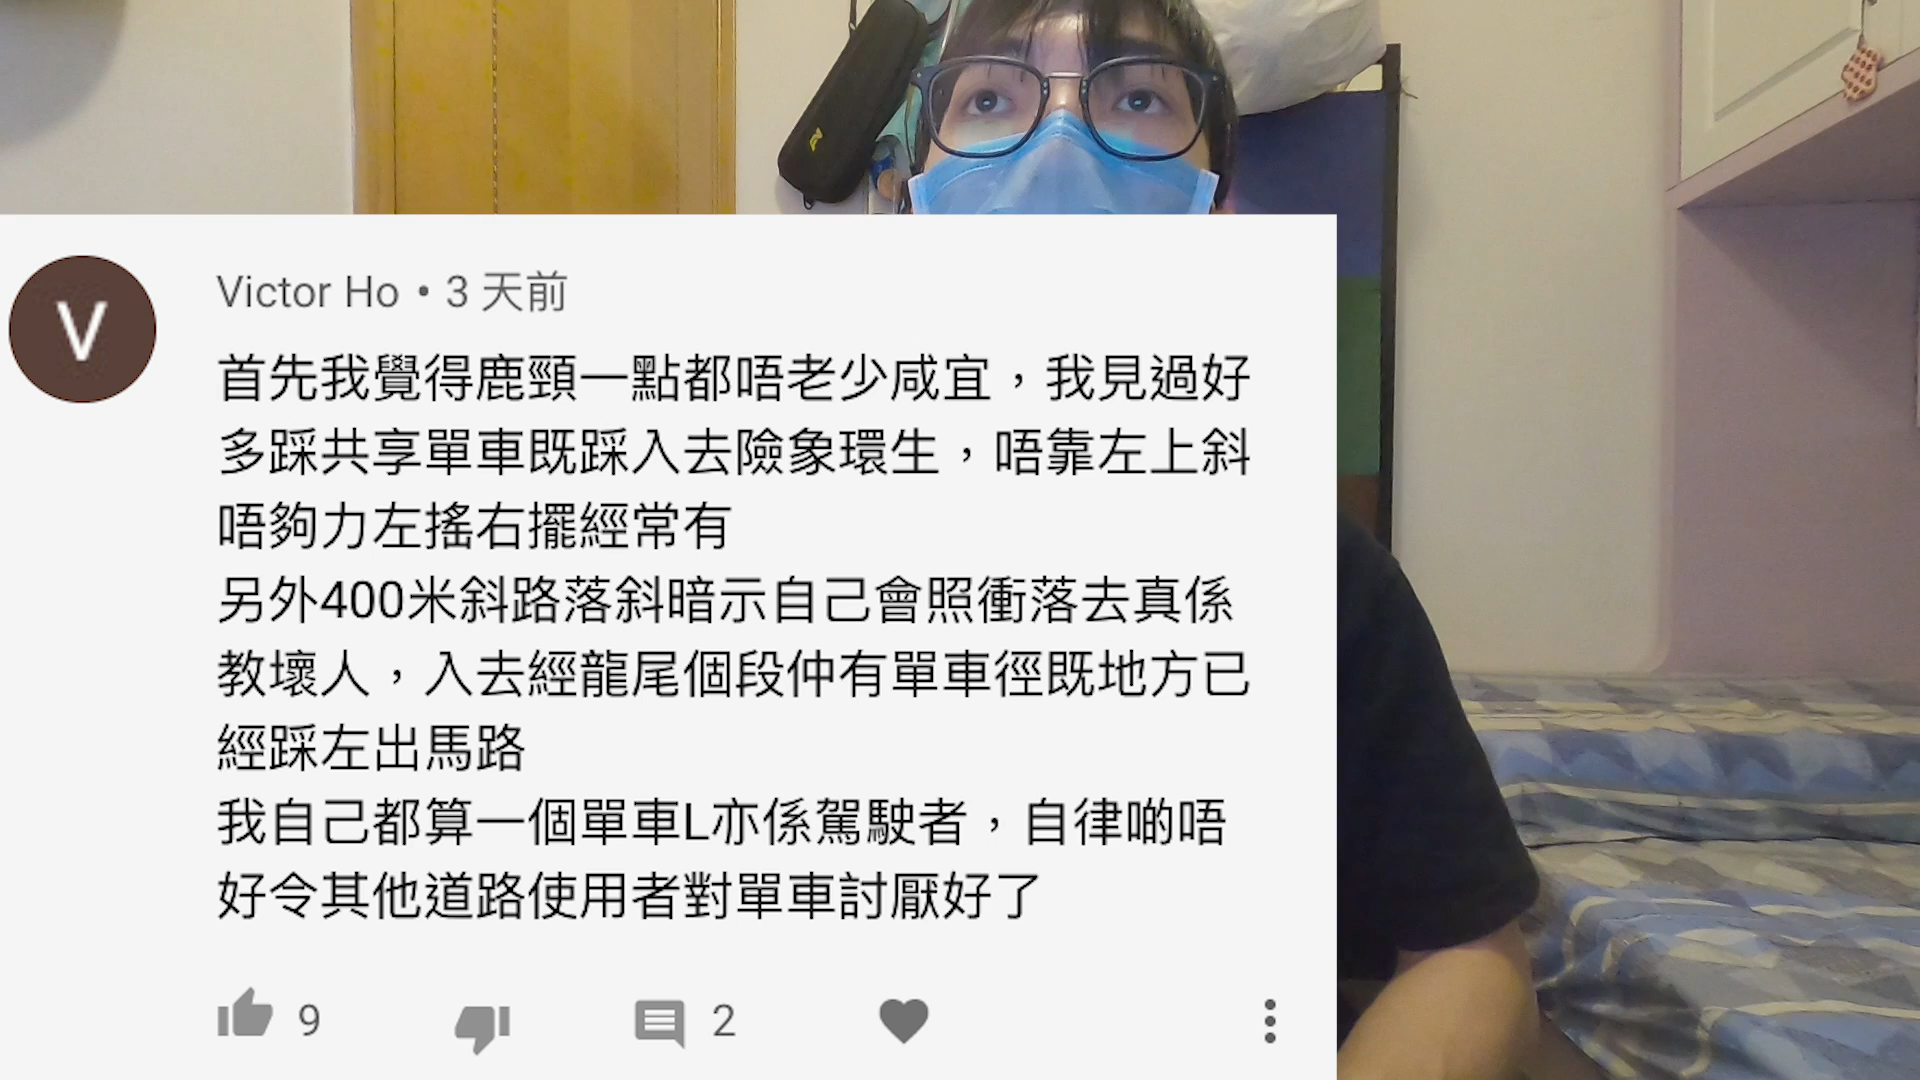 V
Victor Ho • 3 天前
首先我覺得鹿頸一點都唔老少咸宜，我見過好
多踩共享單車既踩入去險象環生，唔靠左上斜
唔夠力左搖右擺經常有
另外400米斜路落斜暗示自己會照衝落去真係
教壞人，入去經龍尾個段仲有單車徑既地方已
經踩左出馬路
我自己都算一個單車L亦係駕駛者，自律啲唔
好令其他道路使用者對單車討厭好了
9
2